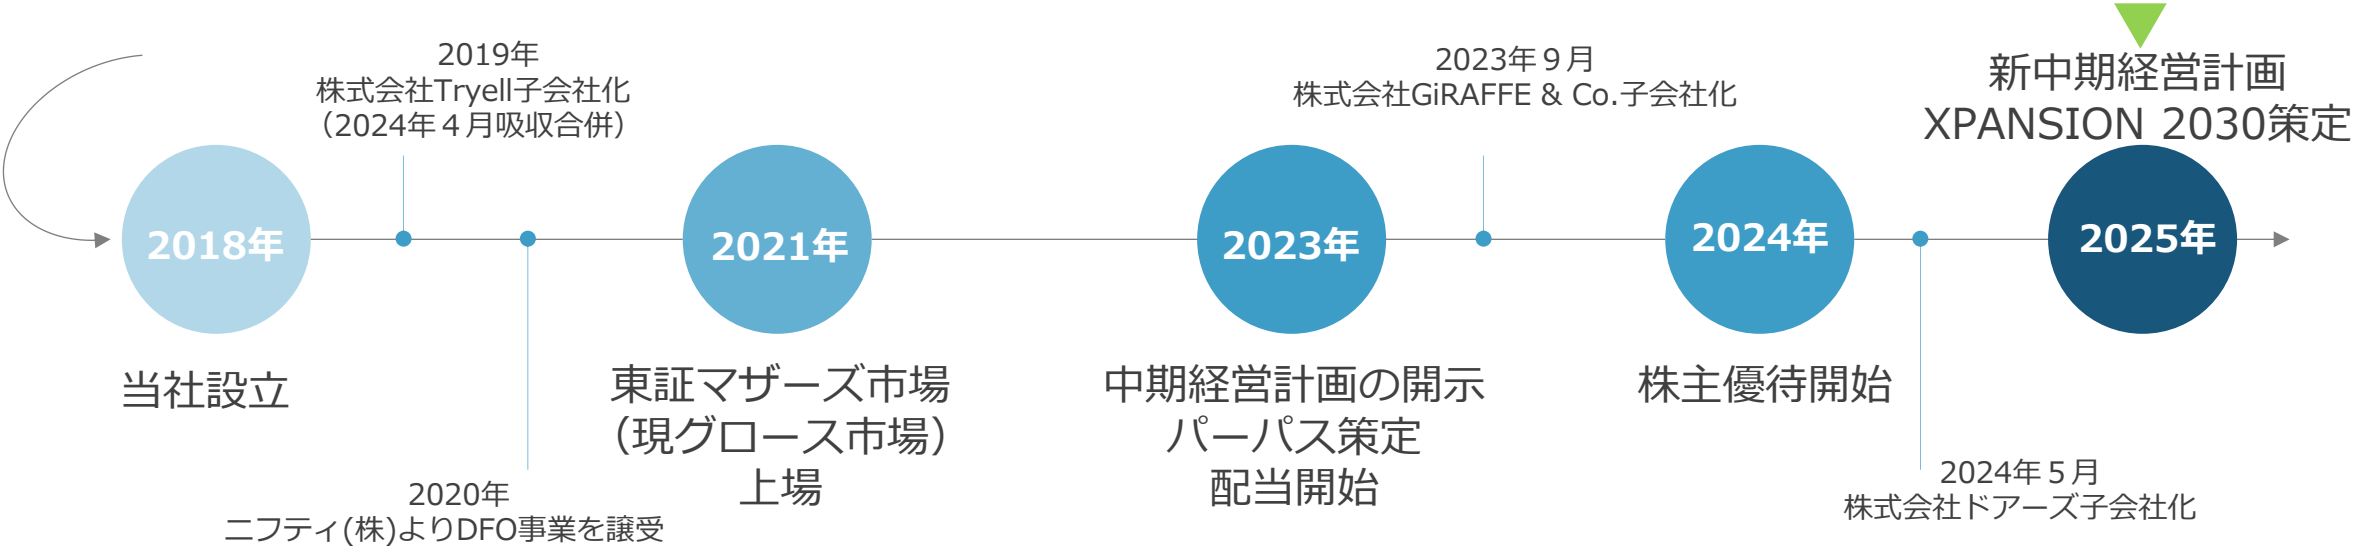 2019年
株式会社Tryell子会社化
（2024年４月吸収合併）
2023年９月
株式会社GiRAFFE & Co.子会社化
新中期経営計画
XPANSION 2030策定
2018年
2021年
2023年
2024年
2025年
当社設立
東証マザーズ市場
（現グロース市場）
上場
中期経営計画の開示
パーパス策定
配当開始
株主優待開始
2020年
ニフティ(株)よりDFO事業を譲受
2024年５月
株式会社ドアーズ子会社化